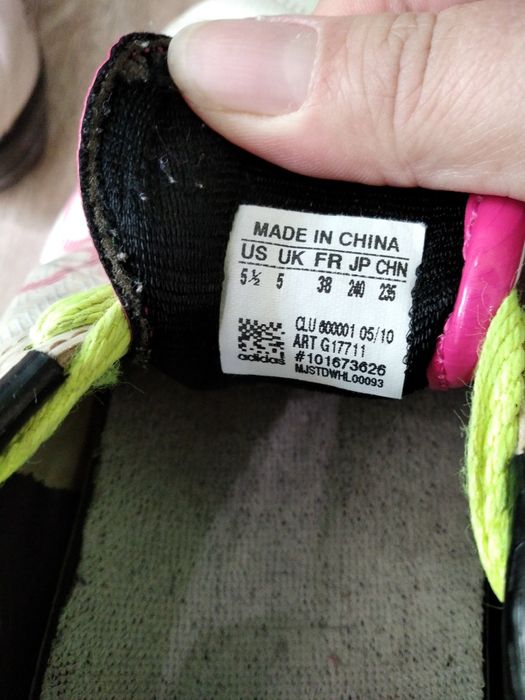 MADE IN CHINA
US UK FR JP CHN
5½ 5 38 240 235
CLU 600001 05/10
ART G17711
#101673626
adidas
MJSTDWHL00093